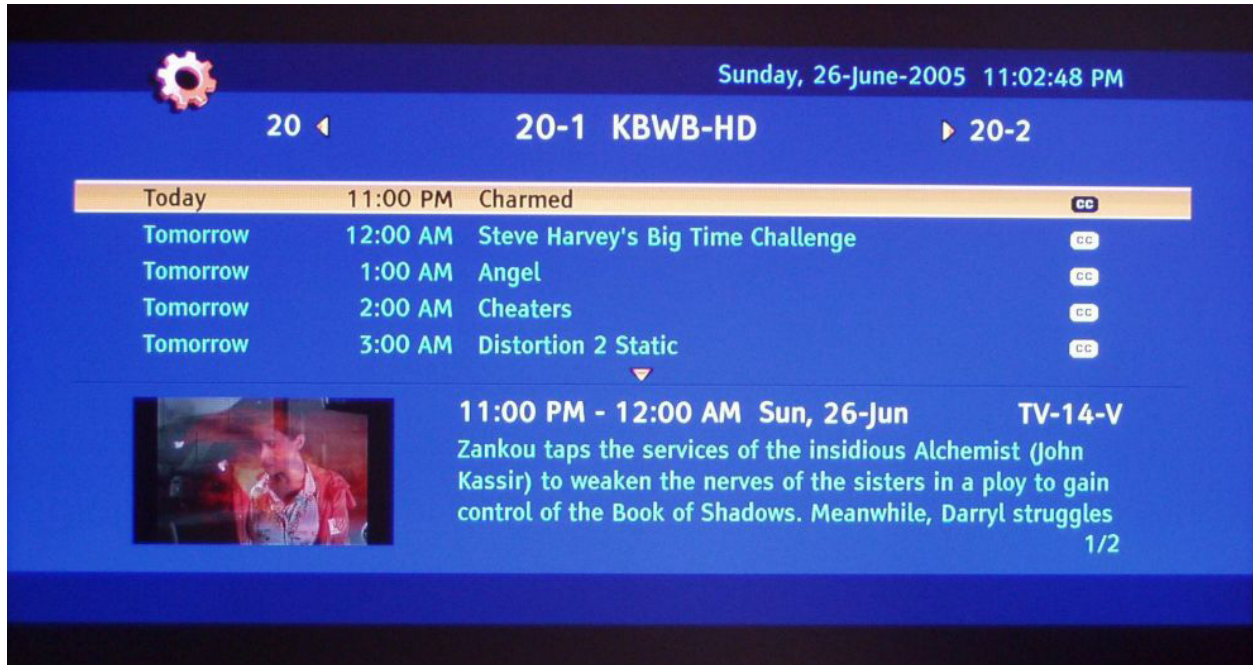 Sunday, 26-June-2005 11:02:48 PM
20 20-1 KBWB-HD 20-2
Today 11:00 PM Charmed CC
Tomorrow 12:00 AM Steve Harvey's Big Time Challenge CC
Tomorrow 1:00 AM Angel CC
Tomorrow 2:00 AM Cheaters CC
Tomorrow 3:00 AM Distortion 2 Static CC
11:00 PM - 12:00 AM Sun, 26-Jun TV-14-V
Zankou taps the services of the insidious Alchemist (John
Kassir) to weaken the nerves of the sisters in a ploy to gain
control of the Book of Shadows. Meanwhile, Darryl struggles
1/2